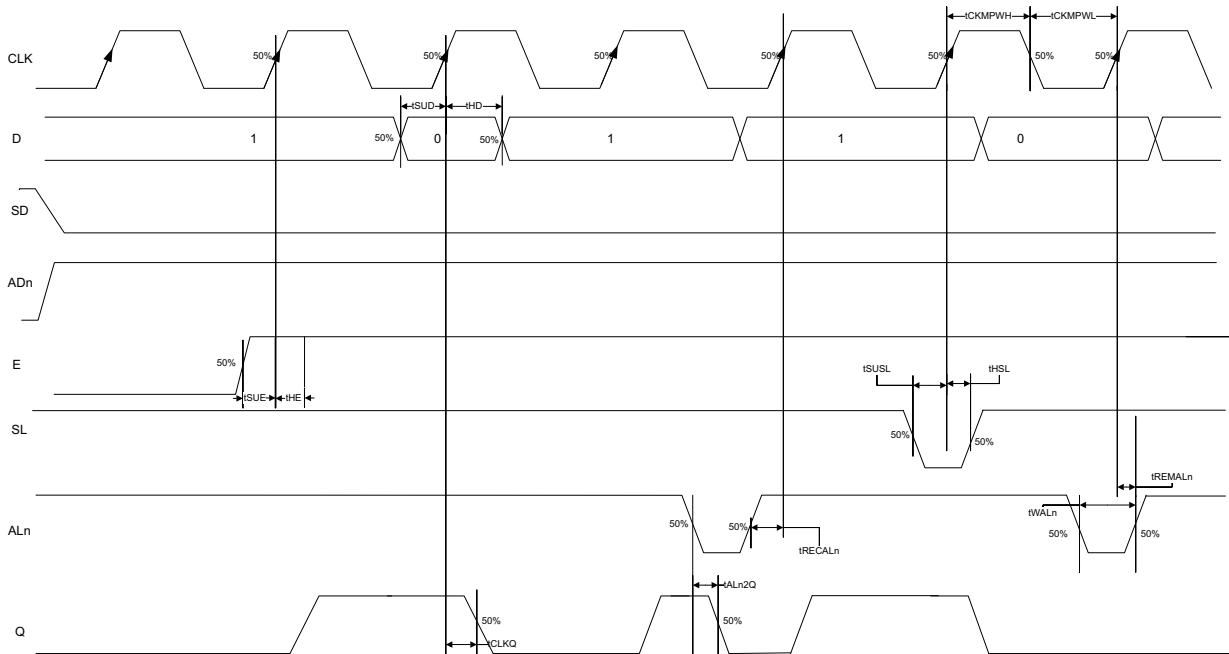 tCKMPWH tCKMPWL
CLK 50% 50% 50% 50% 50% 50% 50%
tSUD tHD
D 1 50% 0 50% 1 1 0
SD
ADn
E 50%
tSUE tHE
tSUSL tHSL
SL 50% 50%
tREMALn
tWALn
ALn 50% 50% 50% 50%
tRECALn
tALn2Q
Q 50% 50%
tCLKQ